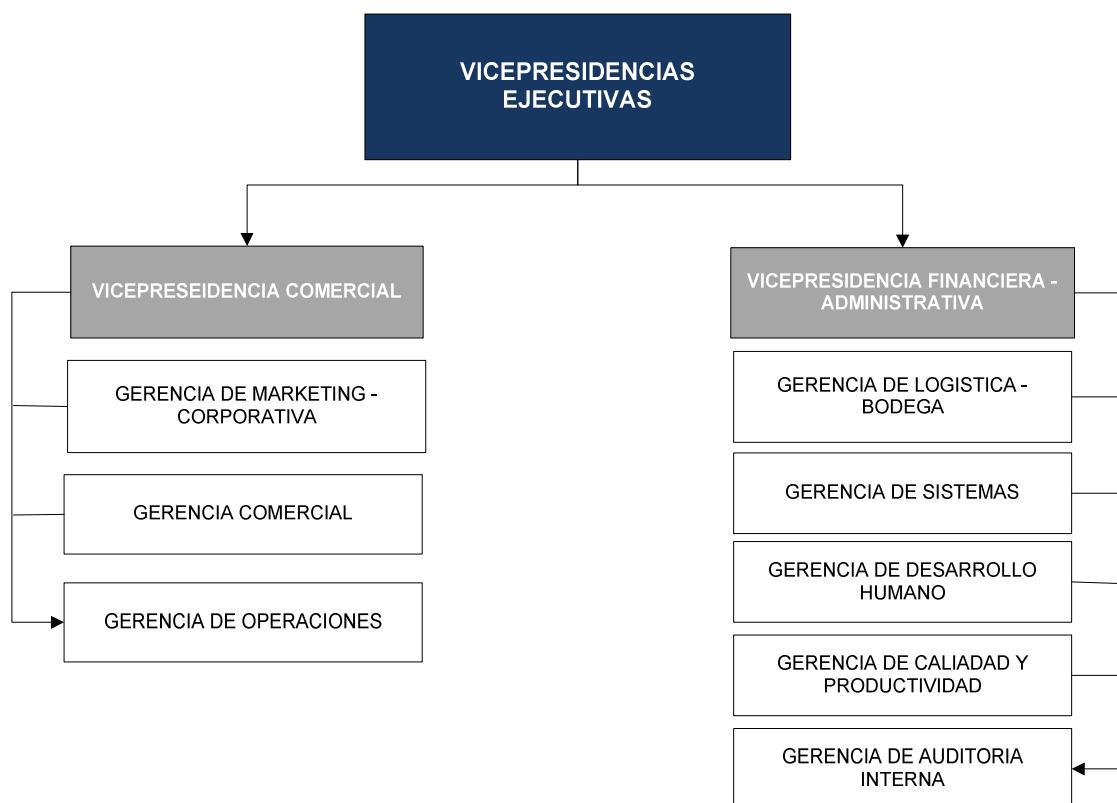 VICEPRESIDENCIAS
EJECUTIVAS
VICEPRESEIDENCIA COMERCIAL
GERENCIA DE MARKETING -
CORPORATIVA
GERENCIA COMERCIAL
GERENCIA DE OPERACIONES
VICEPRESIDENCIA FINANCIERA -
ADMINISTRATIVA
GERENCIA DE LOGISTICA -
BODEGA
GERENCIA DE SISTEMAS
GERENCIA DE DESARROLLO
HUMANO
GERENCIA DE CALIADAD Y
PRODUCTIVIDAD
GERENCIA DE AUDITORIA
INTERNA